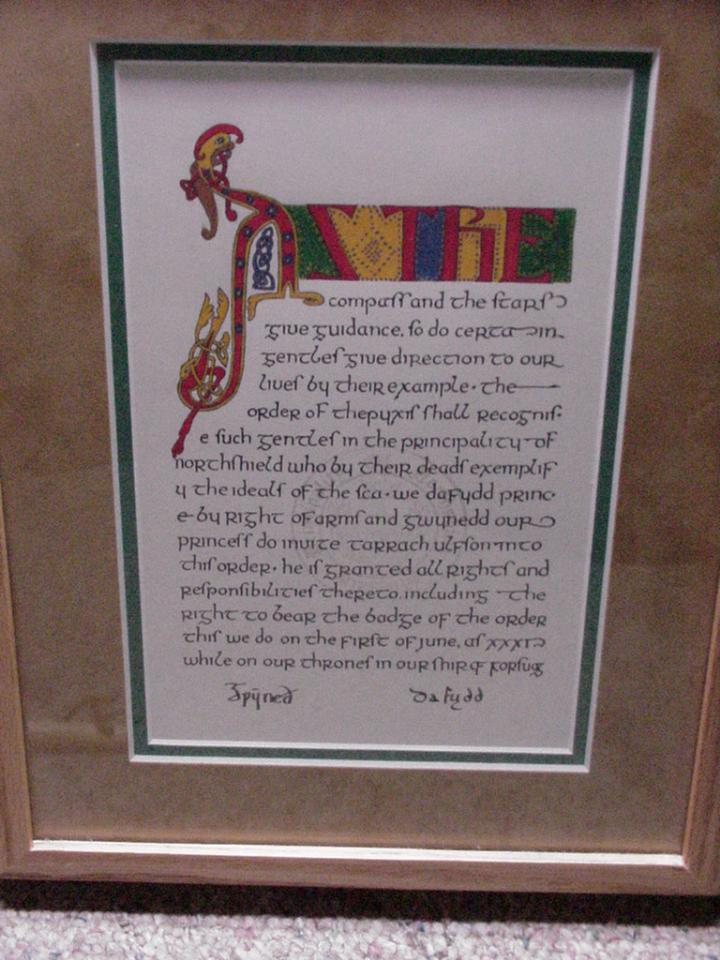 AS THE
compass and the stars
give guidance, so do certain
gentles give direction to our
lives by their example. the
order of the pyxis shall recognis
e such gentles in the principality of
northshield who by their deads exemplif
y the ideals of the sca. we dafydd princ
e by right of arms and gwynedd our
princess do invite tarrach ulfson into
this order. he is granted all rights and
responsibilities thereto, including the
right to bear the badge of the order
this we do on the first of june, as
while on our thrones in our shire of
Dafydd